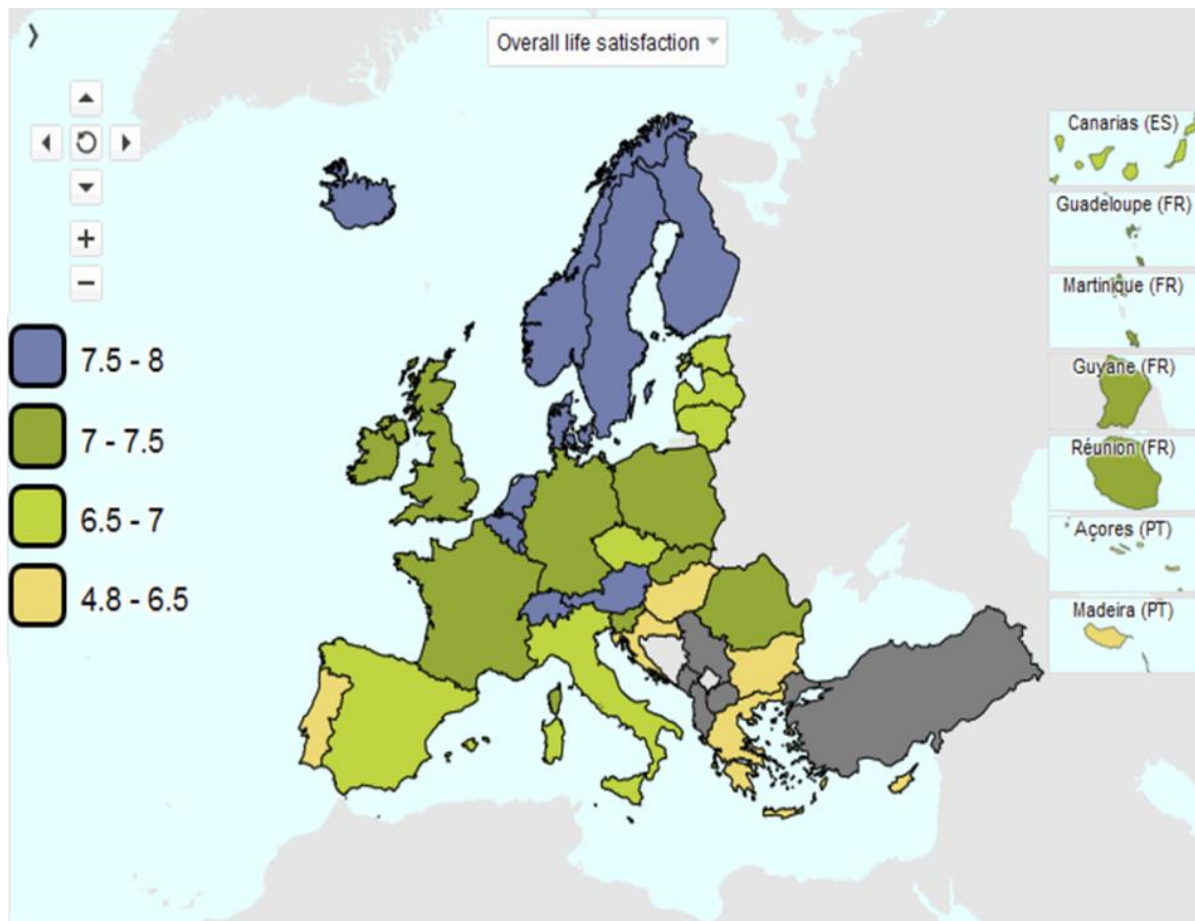 Overall life satisfaction
7.5 - 8
7 - 7.5
6.5 - 7
4.8 - 6.5
Canarias (ES)
Guadeloupe (FR)
Martinique (FR)
Guyane (FR)
Réunion (FR)
Açores (PT)
Madeira (PT)